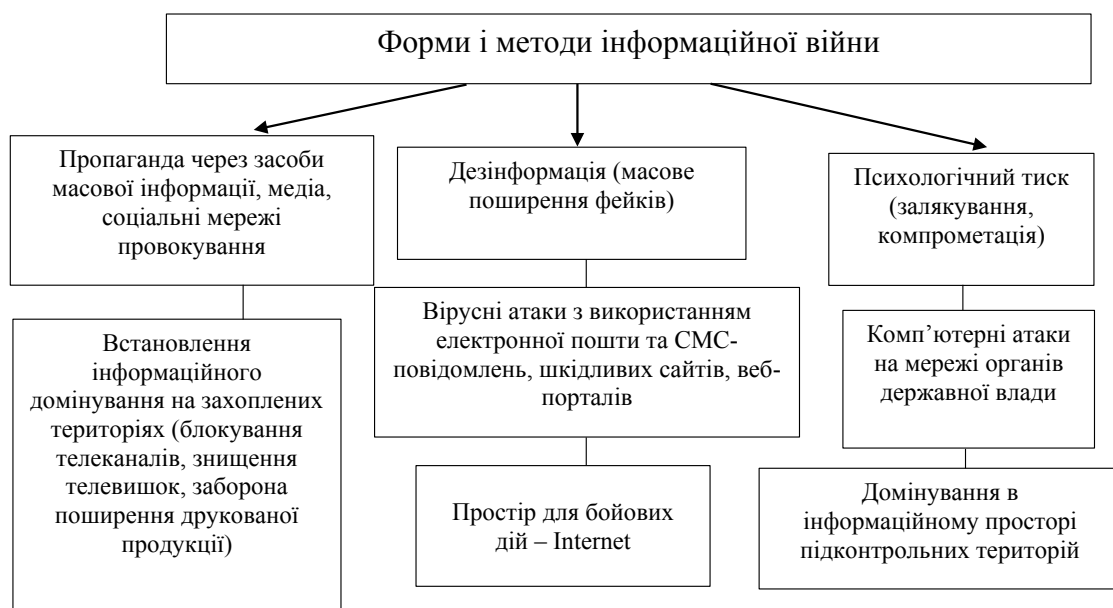 Форми і методи інформаційної війни
Пропаганда через засоби
масової інформації, медіа,
соціальні мережі
провокування
Дезінформація (масове
поширення фейків)
Психологічний тиск
(залякування,
компрометація)
Встановлення
інформаційного
домінування на захоплених
територіях (блокування
телеканалів, знищення
телевишок, заборона
поширення друкованої
продукції)
Вірусні атаки з використанням
електронної пошти та СМС-
повідомлень, шкідливих сайтів, веб-
порталів
Комп’ютерні атаки
на мережі органів
державної влади
Простір для бойових
дій – Internet
Домінування в
інформаційному просторі
підконтрольних територій